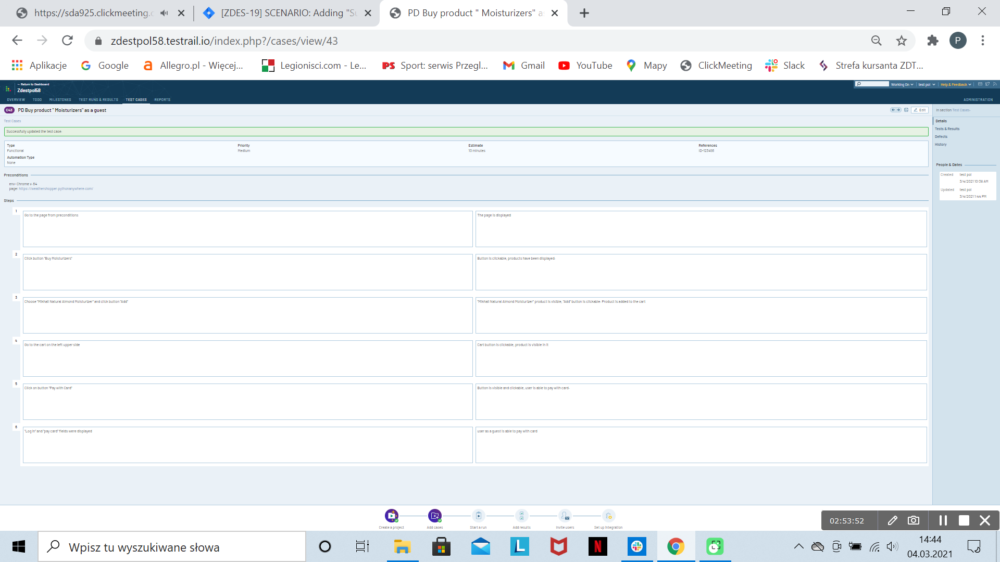 https://sda925.clickmeeting.c
[ZDES-19] SCENARIO: Adding "Su
PD Buy product " Moisturizers" as
zdestpol58.testrail.io/index.php?/cases/view/43
P
Aplikacje
Google
Allegro.pl - Więcej...
Legionisci.com - Le...
PS Sport: serwis Przegl...
Gmail
YouTube
Mapy
ClickMeeting
Slack
Strefa kursanta ZDT...
← Return to Dashboard
Zdestpol58
Working On
test pol
Help & Feedback
OVERVIEW
TODO
MILESTONES
TEST RUNS & RESULTS
TEST CASES
REPORTS
ADMINISTRATION
C43
PD Buy product " Moisturizers" as a guest
Edit
In section Test Cases.
Test Cases
Details
Successfully updated the test case.
Tests & Results
Defects
History
Type
Priority
Estimate
References
Functional
Medium
10 minutes
ID-123456
Automation Type
None
People & Dates
Created
test pol
3/4/2021 10:38 AM
Updated
test pol
3/4/2021 1:44 PM
Preconditions
env: Chrome v. 64
page: https://weathershopper.pythonanywhere.com/
Steps
1
Go to the page from preconditions
The page is displayed
2
Click button "Buy Moisturizers"
Button is clickable, products have been displayed.
3
Choose "Mikhail Natural Almond Moisturizer" and click button "Add"
"Mikhail Natural Almond Moisturizer" product is visible, "Add" button is clickable. Product is added to the cart
4
Go to the cart on the left upper side
Cart button is clickable, product is visible in it
5
Click on button "Pay with Card"
Button is visible and clickable, user is able to pay with card.
6
"Log in" and "pay card" fields were displayed
user as a guest is able to pay with card
Create a project
Add cases
Start a run
Add results
Invite users
Set up integration
02:53:52
Wpisz tu wyszukiwane słowa
L
N
14:44
04.03.2021